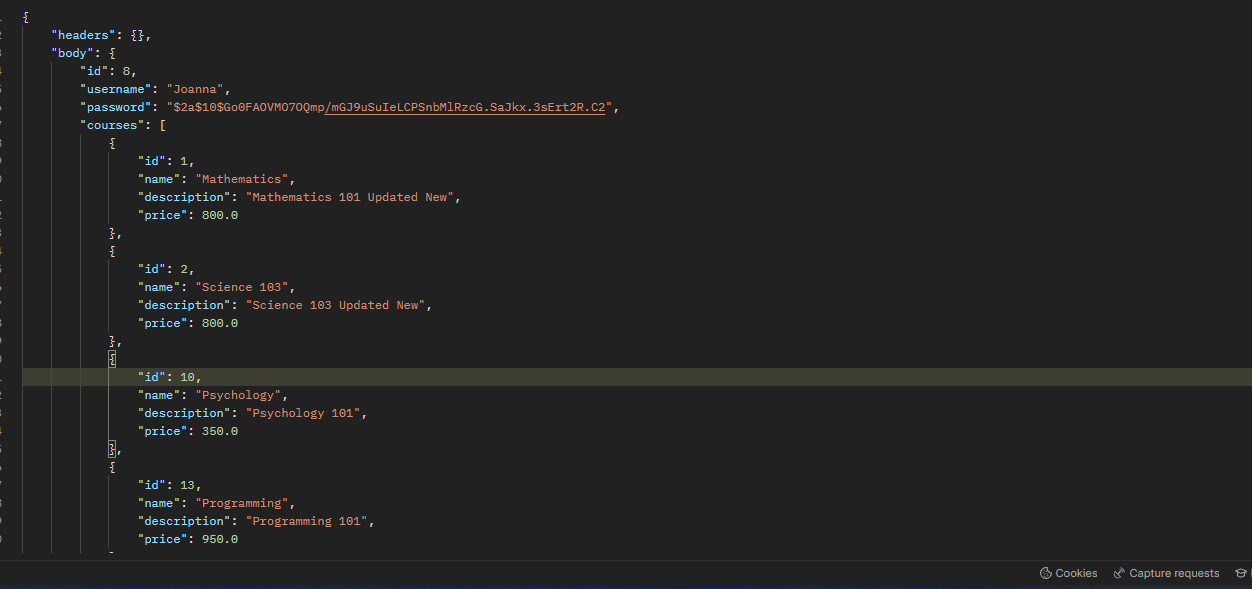 {
"headers": {},
"body": {
"id": 8,
"username": "Joanna",
"password": "$2a$10$Go0FAOVMO7OQmp/mGJ9uSuIeLCPSnbMlRzcG.SaJkx.3sErt2R.C2",
"courses": [
{
"id": 1,
"name": "Mathematics",
"description": "Mathematics 101 Updated New",
"price": 800.0
},
{
"id": 2,
"name": "Science 103",
"description": "Science 103 Updated New",
"price": 800.0
},
{
"id": 10,
"name": "Psychology",
"description": "Psychology 101",
"price": 350.0
},
{
"id": 13,
"name": "Programming",
"description": "Programming 101",
"price": 950.0
Cookies Capture requests